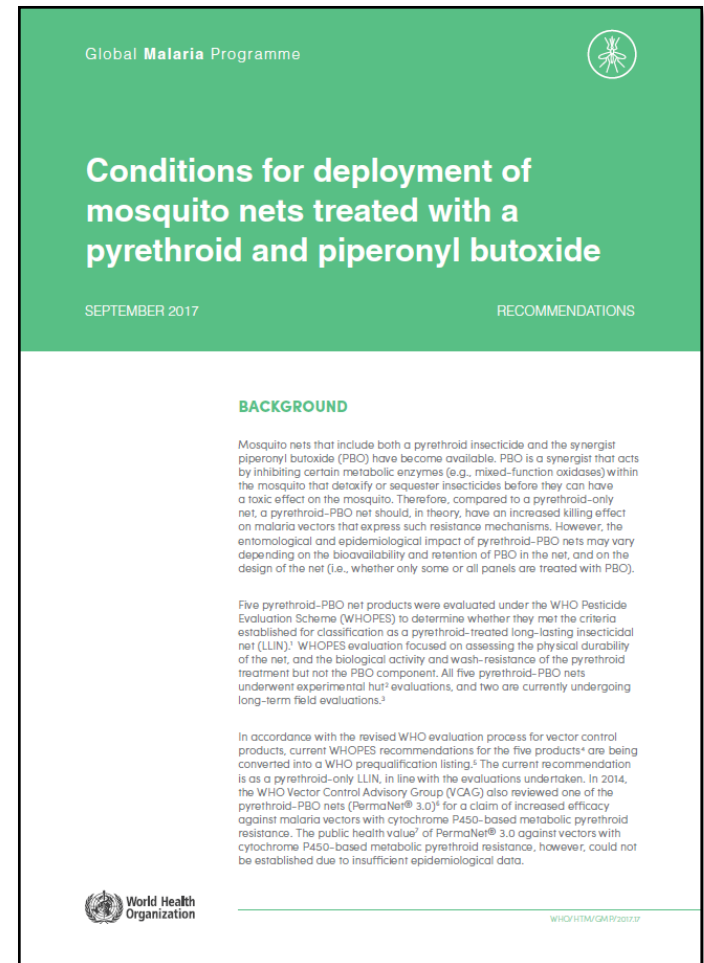 Global Malaria Programme
Conditions for deployment of
mosquito nets treated with a
pyrethroid and piperonyl butoxide
SEPTEMBER 2017 RECOMMENDATIONS
BACKGROUND
Mosquito nets that include both a pyrethroid insecticide and the synergist
piperonyl butoxide (PBO) have become available. PBO is a synergist that acts
by inhibiting certain metabolic enzymes (e.g., mixed-function oxidases) within
the mosquito that detoxify or sequester insecticides before they can have
a toxic effect on the mosquito. Therefore, compared to a pyrethroid-only
net, a pyrethroid-PBO net should, in theory, have an increased killing effect
on malaria vectors that express such resistance mechanisms. However, the
entomological and epidemiological impact of pyrethroid-PBO nets may vary
depending on the bioavailability and retention of PBO in the net, and on the
design of the net (i.e., whether only some or all panels are treated with PBO).
Five pyrethroid-PBO net products were evaluated under the WHO Pesticide
Evaluation Scheme (WHOPES) to determine whether they met the criteria
established for classification as a pyrethroid-treated long-lasting insecticidal
net (LLIN).¹ WHOPES evaluation focused on assessing the physical durability
of the net, and the biological activity and wash-resistance of the pyrethroid
treatment but not the PBO component. All five pyrethroid-PBO nets
underwent experimental hut² evaluations, and two are currently undergoing
long-term field evaluations.³
In accordance with the revised WHO evaluation process for vector control
products, current WHOPES recommendations for the five products⁴ are being
converted into a WHO prequalification listing.⁵ The current recommendation
is as a pyrethroid-only LLIN, in line with the evaluations undertaken. In 2014,
the WHO Vector Control Advisory Group (VCAG) also reviewed one of the
pyrethroid-PBO nets (PermaNet® 3.0)⁶ for a claim of increased efficacy
against malaria vectors with cytochrome P450-based metabolic pyrethroid
resistance. The public health value⁷ of PermaNet® 3.0 against vectors with
cytochrome P450-based metabolic pyrethroid resistance, however, could not
be established due to insufficient epidemiological data.
World Health
Organization
WHO/HTM/GMP/2017.17